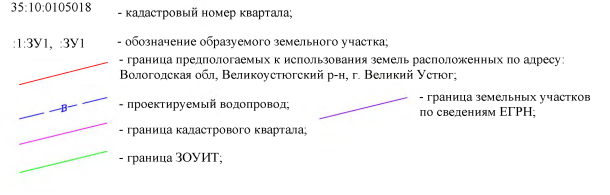 35:10:0105018 - кадастровый номер квартала;
:1:ЗУ1, :ЗУ1 - обозначение образуемого земельного участка;
- граница предпологаемых к использования земель расположенных по адресу:
Вологодская обл, Великоустюгский р-н, г. Великий Устюг;
В - проектируемый водопровод;
- граница кадастрового квартала;
- граница ЗОУИТ;
- граница земельных участков
по сведениям ЕГРН;